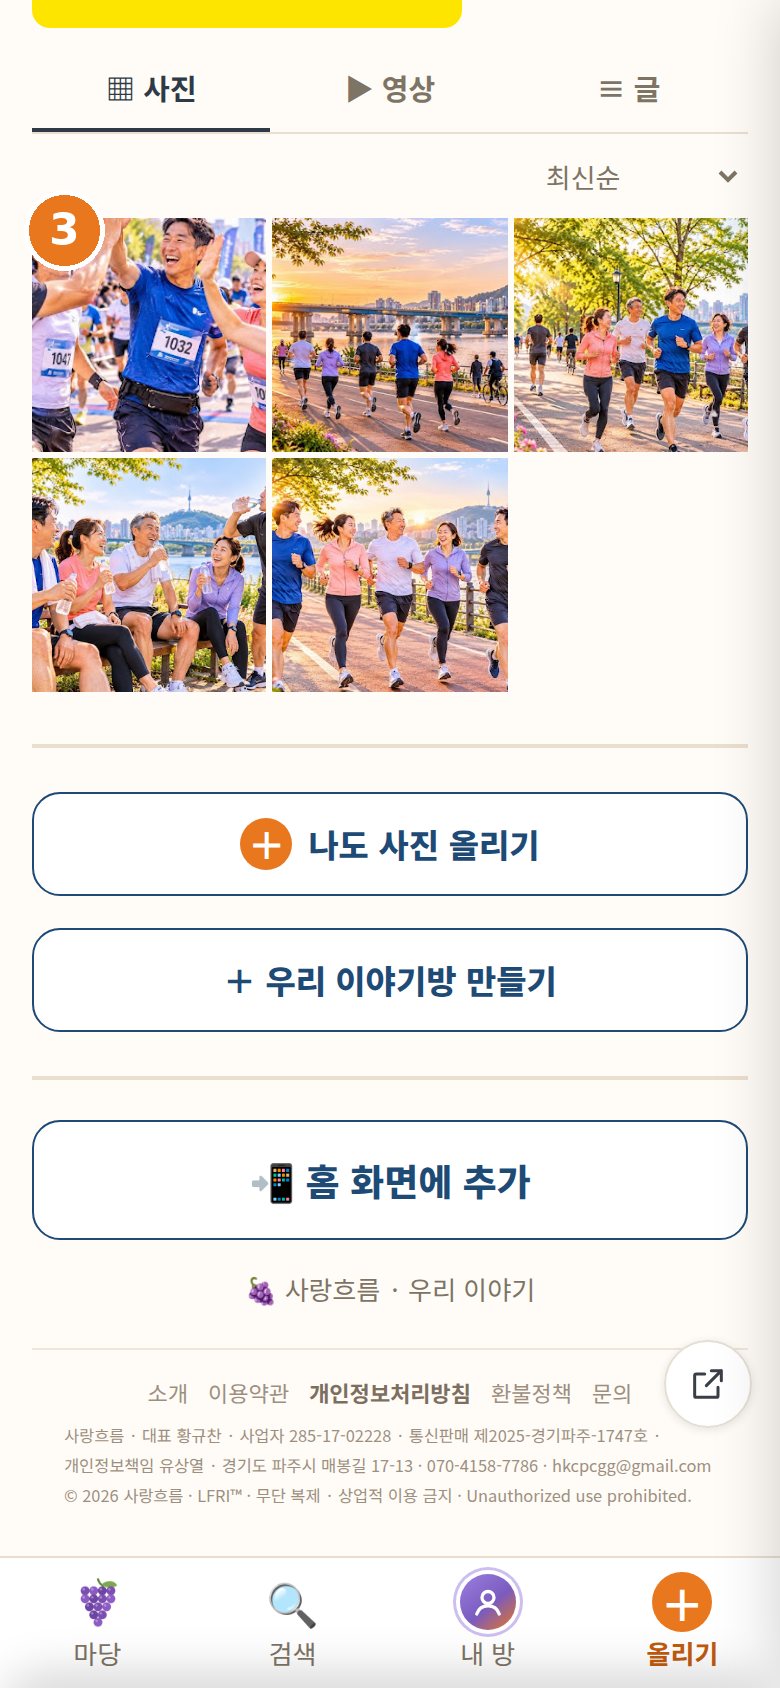 사진
영상
글
최신순
3
1032
1047
10
나도 사진 올리기
+ 우리 이야기방 만들기
홈 화면에 추가
사랑흐름 · 우리 이야기
소개 이용약관 개인정보처리방침 환불정책 문의
사랑흐름 · 대표 황규찬 · 사업자 285-17-02228 · 통신판매 제2025-경기파주-1747호 ·
개인정보책임 유상열 · 경기도 파주시 매봉길 17-13 · 070-4158-7786 · hkcpcgg@gmail.com
© 2026 사랑흐름 · LFRI™ · 무단 복제 · 상업적 이용 금지 · Unauthorized use prohibited.
마당
검색
내 방
올리기